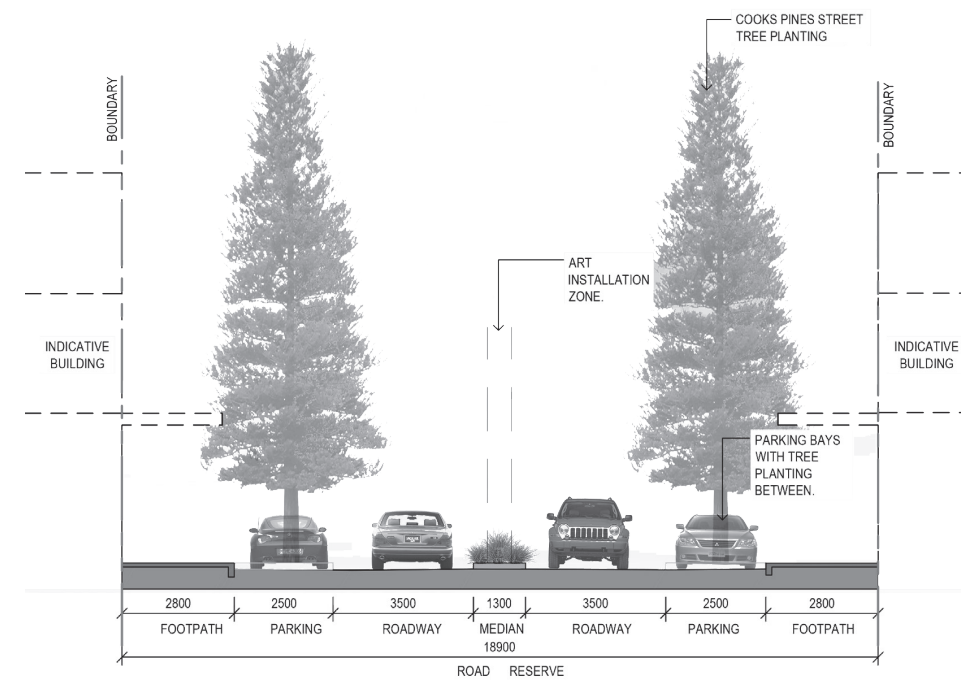 COOKS PINES STREET
TREE PLANTING
BOUNDARY
BOUNDARY
ART
INSTALLATION
ZONE.
INDICATIVE
BUILDING
INDICATIVE
BUILDING
PARKING BAYS
WITH TREE
PLANTING
BETWEEN.
2800 2500 3500 1300 3500 2500 2800
FOOTPATH PARKING ROADWAY MEDIAN ROADWAY PARKING FOOTPATH
18900
ROAD RESERVE